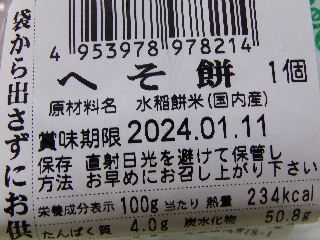 袋から出さずにお供
4 953978 978214
へそ餅 1個
原材料名 水稲餅米(国内産)
賞味期限 2024.01.11
保存方法 直射日光を避けて保管し
お早めにお召し上がり下さい
栄養成分表示 100g当たり 熱量 234kcal
たんぱく質 4.0g 炭水化物 50.8g